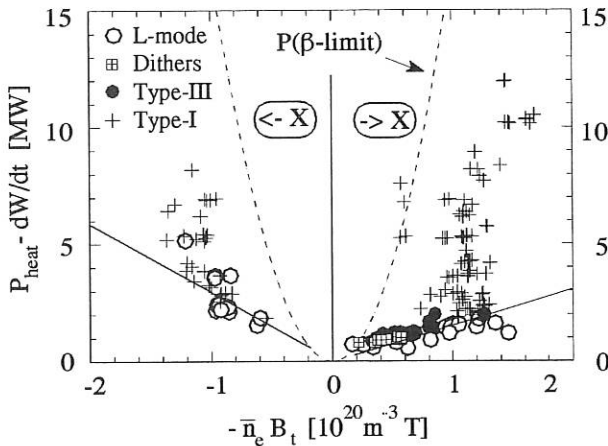 15
10
5
0
P_heat - dW/dt [MW]
L-mode
Dithers
Type-III
Type-I
P(β-limit)
<- X
-> X
15
10
5
0
-2 -1 0 1 2
- n̅_e B_t [10^20 m^-3 T]